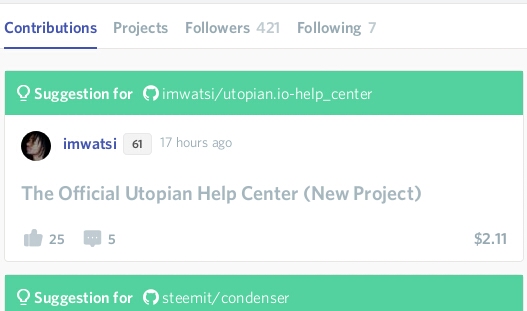 Contributions Projects Followers 421 Following 7
Suggestion for imwatsi/utopian.io-help_center
imwatsi 61 17 hours ago
The Official Utopian Help Center (New Project)
25 5 $2.11
Suggestion for steemit/condenser